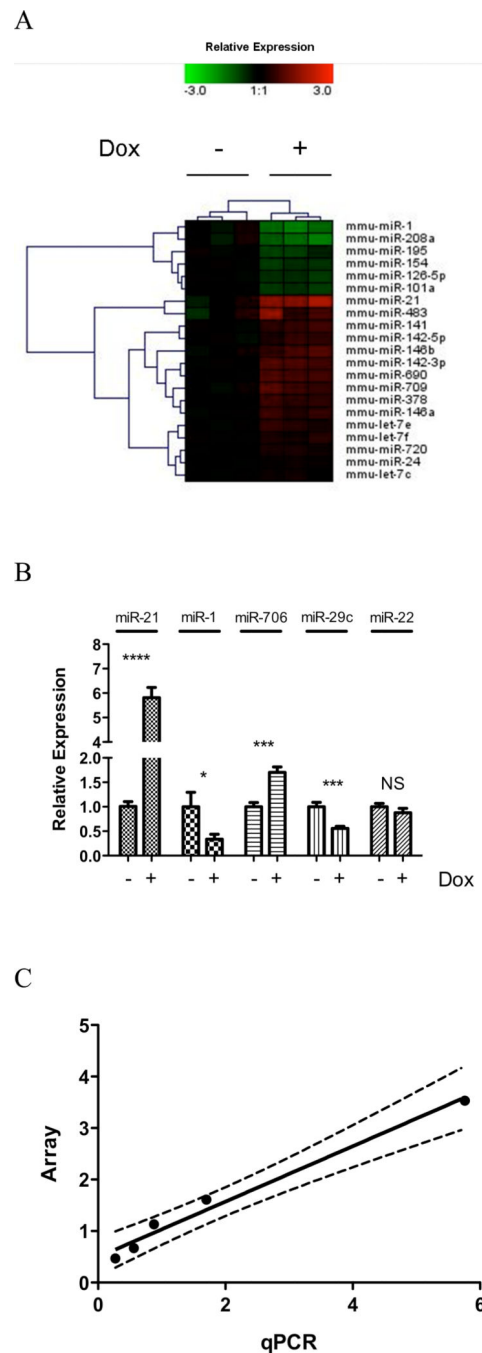 A
Relative Expression
-3.0 1:1 3.0
Dox - +
mmu-miR-1
mmu-miR-208a
mmu-miR-195
mmu-miR-154
mmu-miR-126-5p
mmu-miR-101a
mmu-miR-21
mmu-miR-483
mmu-miR-141
mmu-miR-142-5p
mmu-miR-146b
mmu-miR-142-3p
mmu-miR-690
mmu-miR-709
mmu-miR-378
mmu-miR-146a
mmu-let-7e
mmu-let-7f
mmu-miR-720
mmu-miR-24
mmu-let-7c
B
miR-21 miR-1 miR-706 miR-29c miR-22
Relative Expression
8
7
6
5
4
2.0
1.5
1.0
0.5
0.0
**** * *** *** NS
- + - + - + - + - + Dox
C
Array
5
4
3
2
1
0
0 2 4 6
qPCR